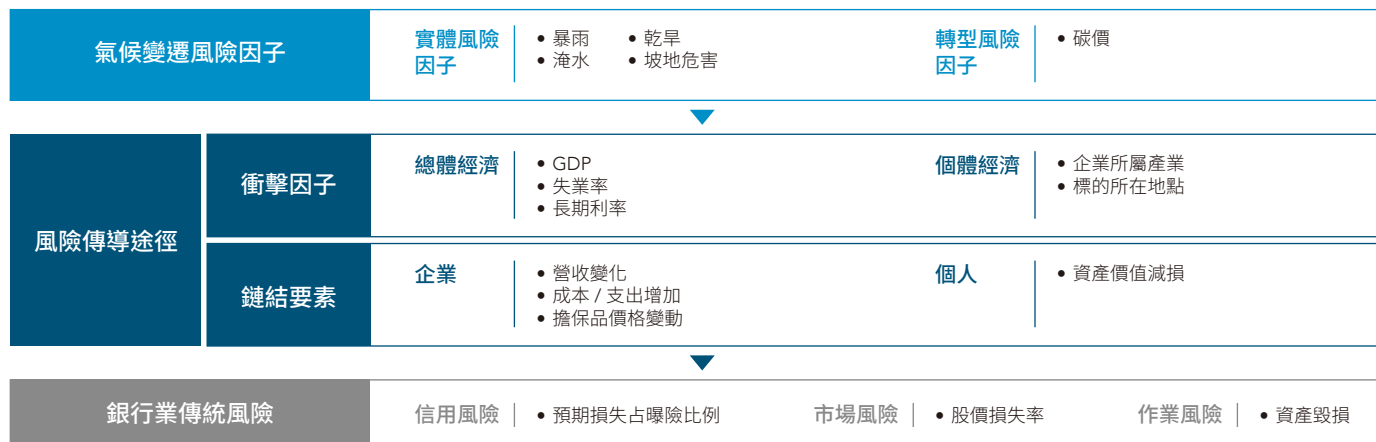 氣候變遷風險因子
實體風險
因子
• 暴雨
• 淹水
• 乾旱
• 坡地危害
轉型風險
因子
• 碳價
風險傳導途徑
衝擊因子
總體經濟
• GDP
• 失業率
• 長期利率
個體經濟
• 企業所屬產業
• 標的所在地點
鏈結要素
企業
• 營收變化
• 成本 / 支出增加
• 擔保品價格變動
個人
• 資產價值減損
銀行業傳統風險
信用風險
• 預期損失占曝險比例
市場風險
• 股價損失率
作業風險
• 資產毀損